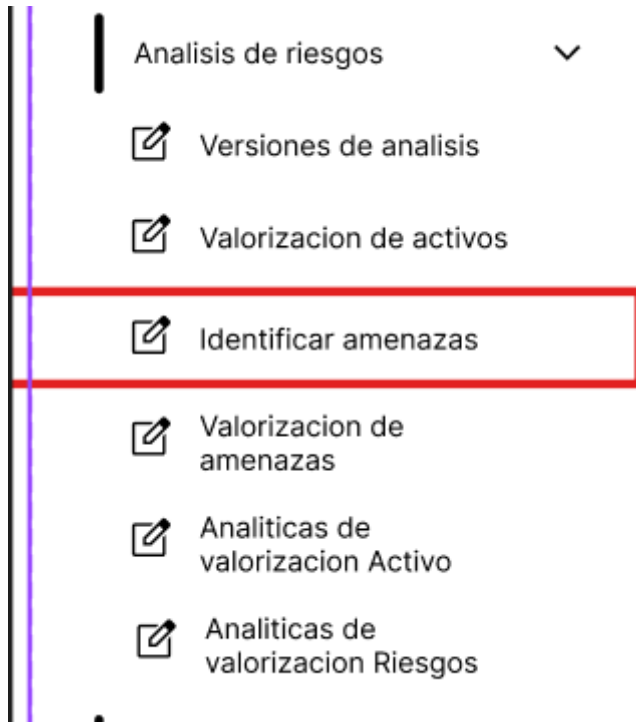 Analisis de riesgos
Versiones de analisis
Valorizacion de activos
Identificar amenazas
Valorizacion de
amenazas
Analiticas de
valorizacion Activo
Analiticas de
valorizacion Riesgos